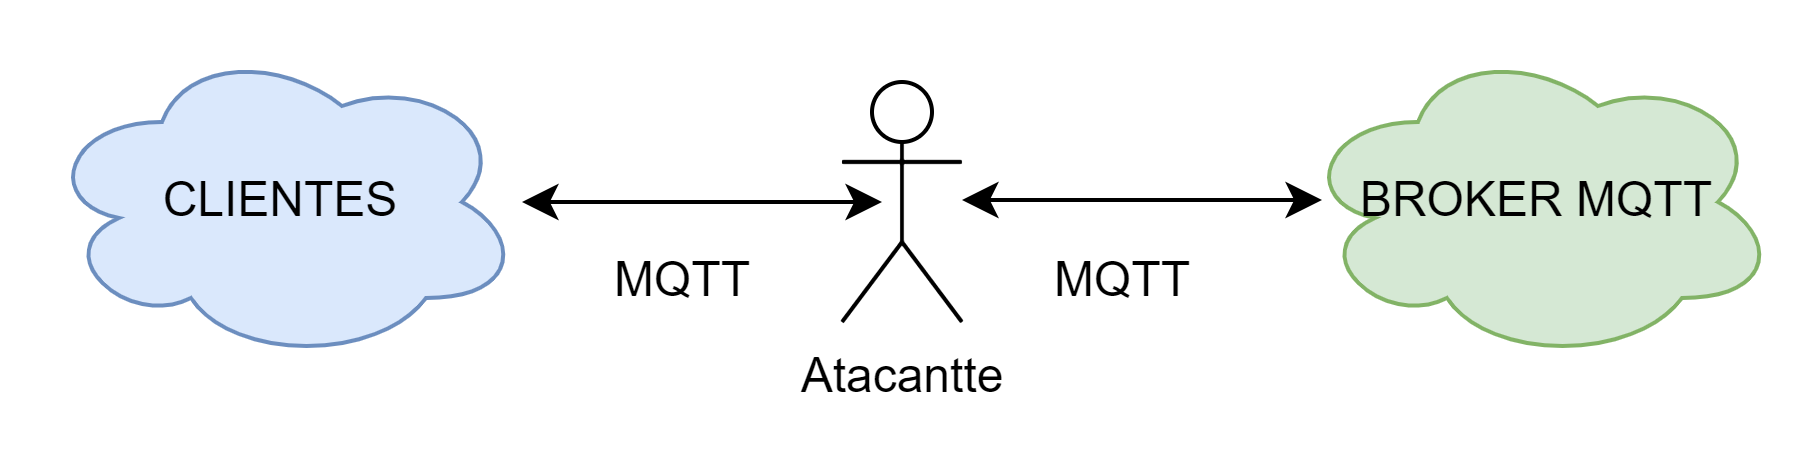 CLIENTES
BROKER MQTT
MQTT
MQTT
Atacantte